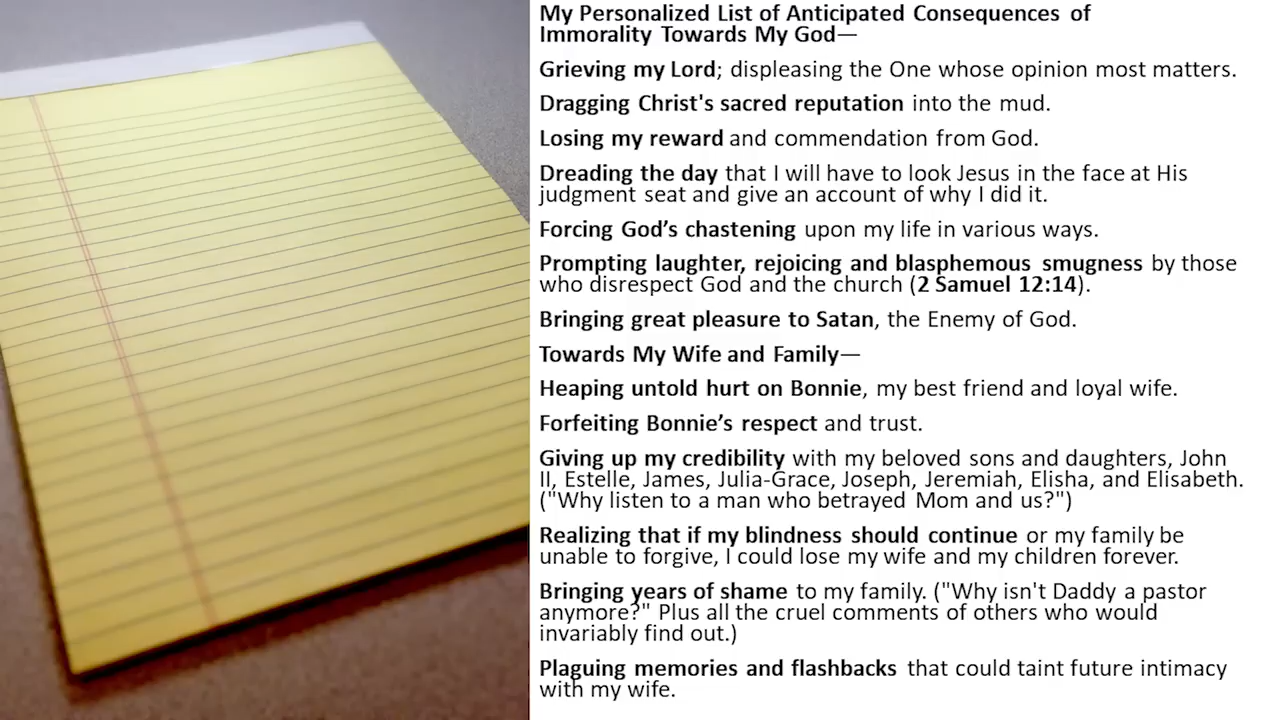 My Personalized List of Anticipated Consequences of
Immorality Towards My God—
Grieving my Lord; displeasing the One whose opinion most matters.
Dragging Christ's sacred reputation into the mud.
Losing my reward and commendation from God.
Dreading the day that I will have to look Jesus in the face at His
judgment seat and give an account of why I did it.
Forcing God’s chastening upon my life in various ways.
Prompting laughter, rejoicing and blasphemous smugness by those
who disrespect God and the church (2 Samuel 12:14).
Bringing great pleasure to Satan, the Enemy of God.
Towards My Wife and Family—
Heaping untold hurt on Bonnie, my best friend and loyal wife.
Forfeiting Bonnie’s respect and trust.
Giving up my credibility with my beloved sons and daughters, John
II, Estelle, James, Julia-Grace, Joseph, Jeremiah, Elisha, and Elisabeth.
("Why listen to a man who betrayed Mom and us?")
Realizing that if my blindness should continue or my family be
unable to forgive, I could lose my wife and my children forever.
Bringing years of shame to my family. ("Why isn't Daddy a pastor
anymore?" Plus all the cruel comments of others who would
invariably find out.)
Plaguing memories and flashbacks that could taint future intimacy
with my wife.